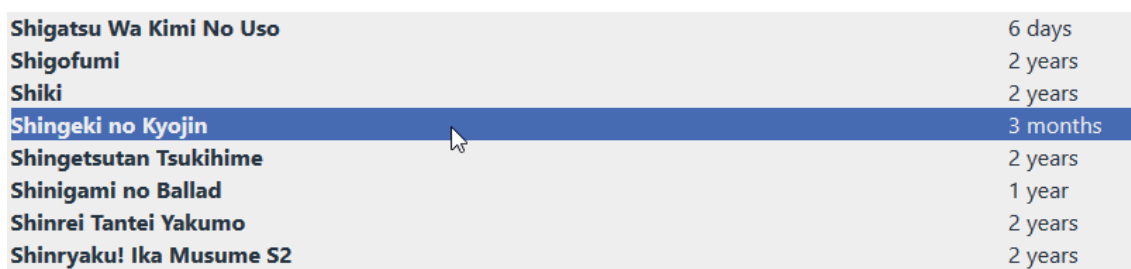 Shigatsu Wa Kimi No Uso 6 days
Shigofumi 2 years
Shiki 2 years
Shingeki no Kyojin 3 months
Shingetsutan Tsukihime 2 years
Shinigami no Ballad 1 year
Shinrei Tantei Yakumo 2 years
Shinryaku! Ika Musume S2 2 years